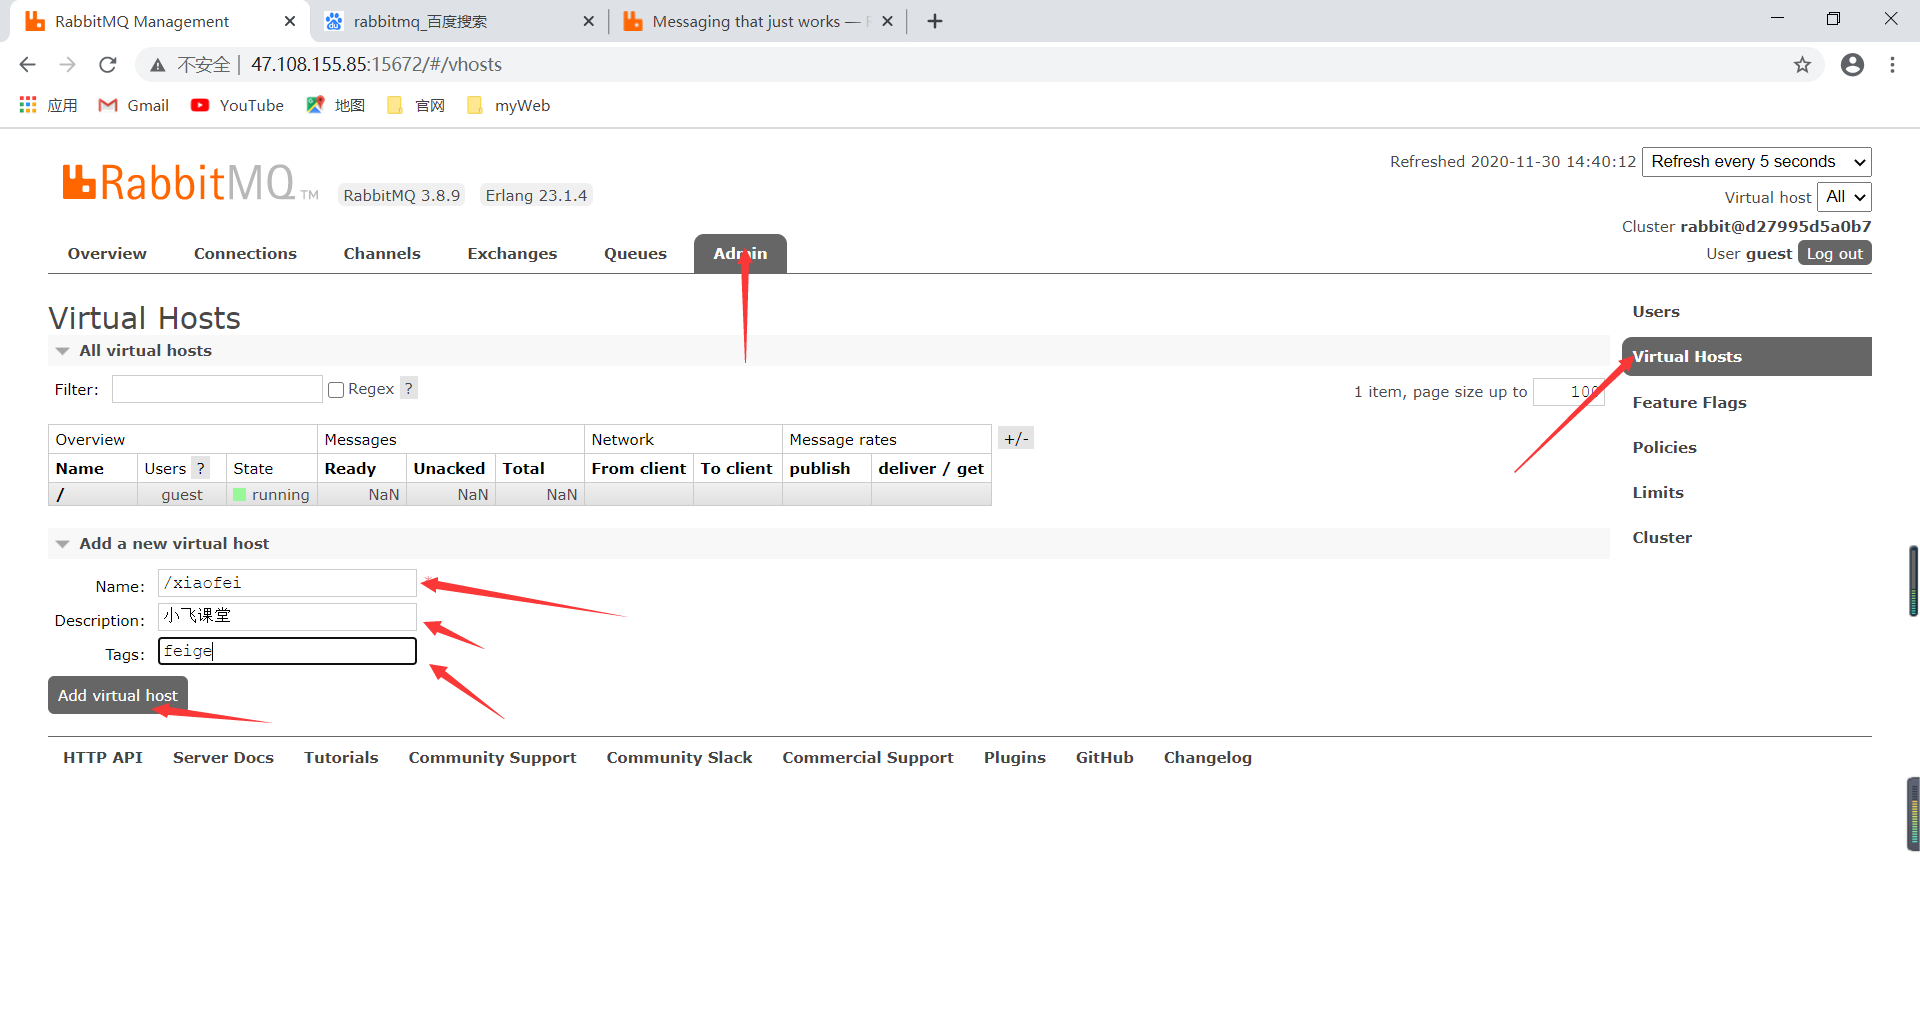 RabbitMQ Management
rabbitmq_百度搜索
Messaging that just works —
不安全 | 47.108.155.85:15672/#/vhosts
应用 Gmail YouTube 地图 官网 myWeb
Refreshed 2020-11-30 14:40:12 Refresh every 5 seconds
RabbitMQ TM RabbitMQ 3.8.9 Erlang 23.1.4
Virtual host All
Cluster rabbit@d27995d5a0b7
User guest Log out
Overview Connections Channels Exchanges Queues Admin
Virtual Hosts
All virtual hosts
Filter: Regex ?
1 item, page size up to 100
Overview Messages Network Message rates +/-
Name Users ? State Ready Unacked Total From client To client publish deliver / get
/ guest running NaN NaN NaN
Add a new virtual host
Name: /xiaofei
Description: 小飞课堂
Tags: feige
Add virtual host
Users
Virtual Hosts
Feature Flags
Policies
Limits
Cluster
HTTP API Server Docs Tutorials Community Support Community Slack Commercial Support Plugins GitHub Changelog